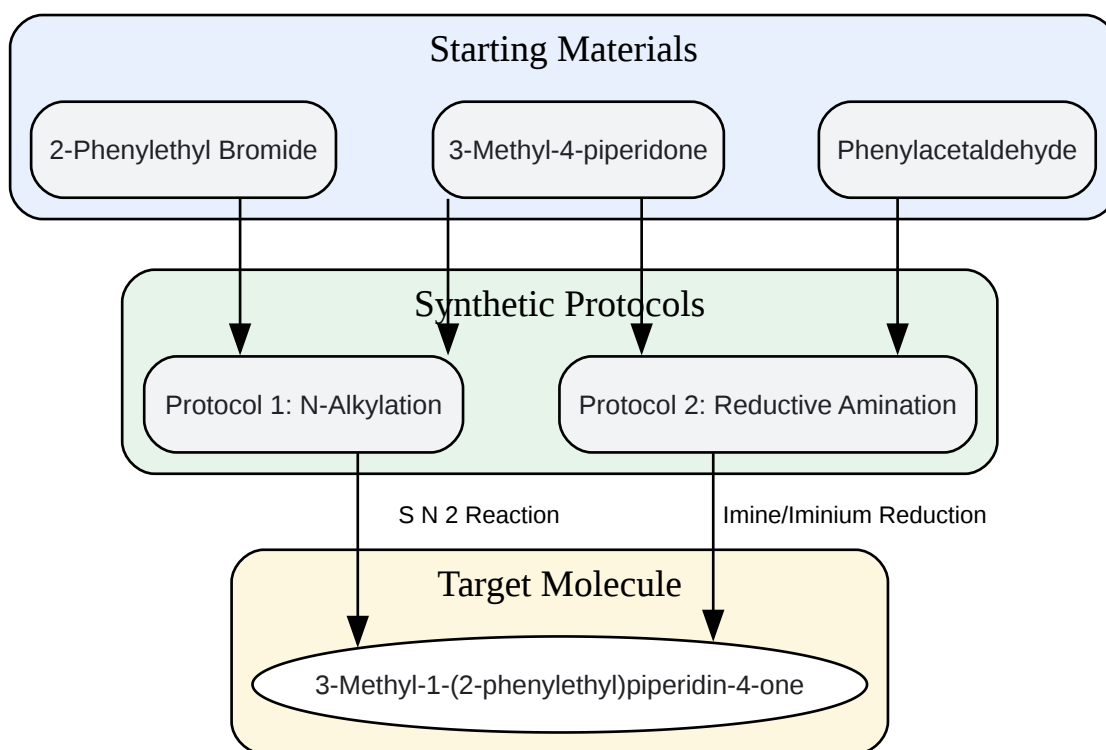 Starting Materials
2-Phenylethyl Bromide
3-Methyl-4-piperidone
Phenylacetaldehyde
Synthetic Protocols
Protocol 1: N-Alkylation
Protocol 2: Reductive Amination
S N 2 Reaction
Imine/Iminium Reduction
Target Molecule
3-Methyl-1-(2-phenylethyl)piperidin-4-one